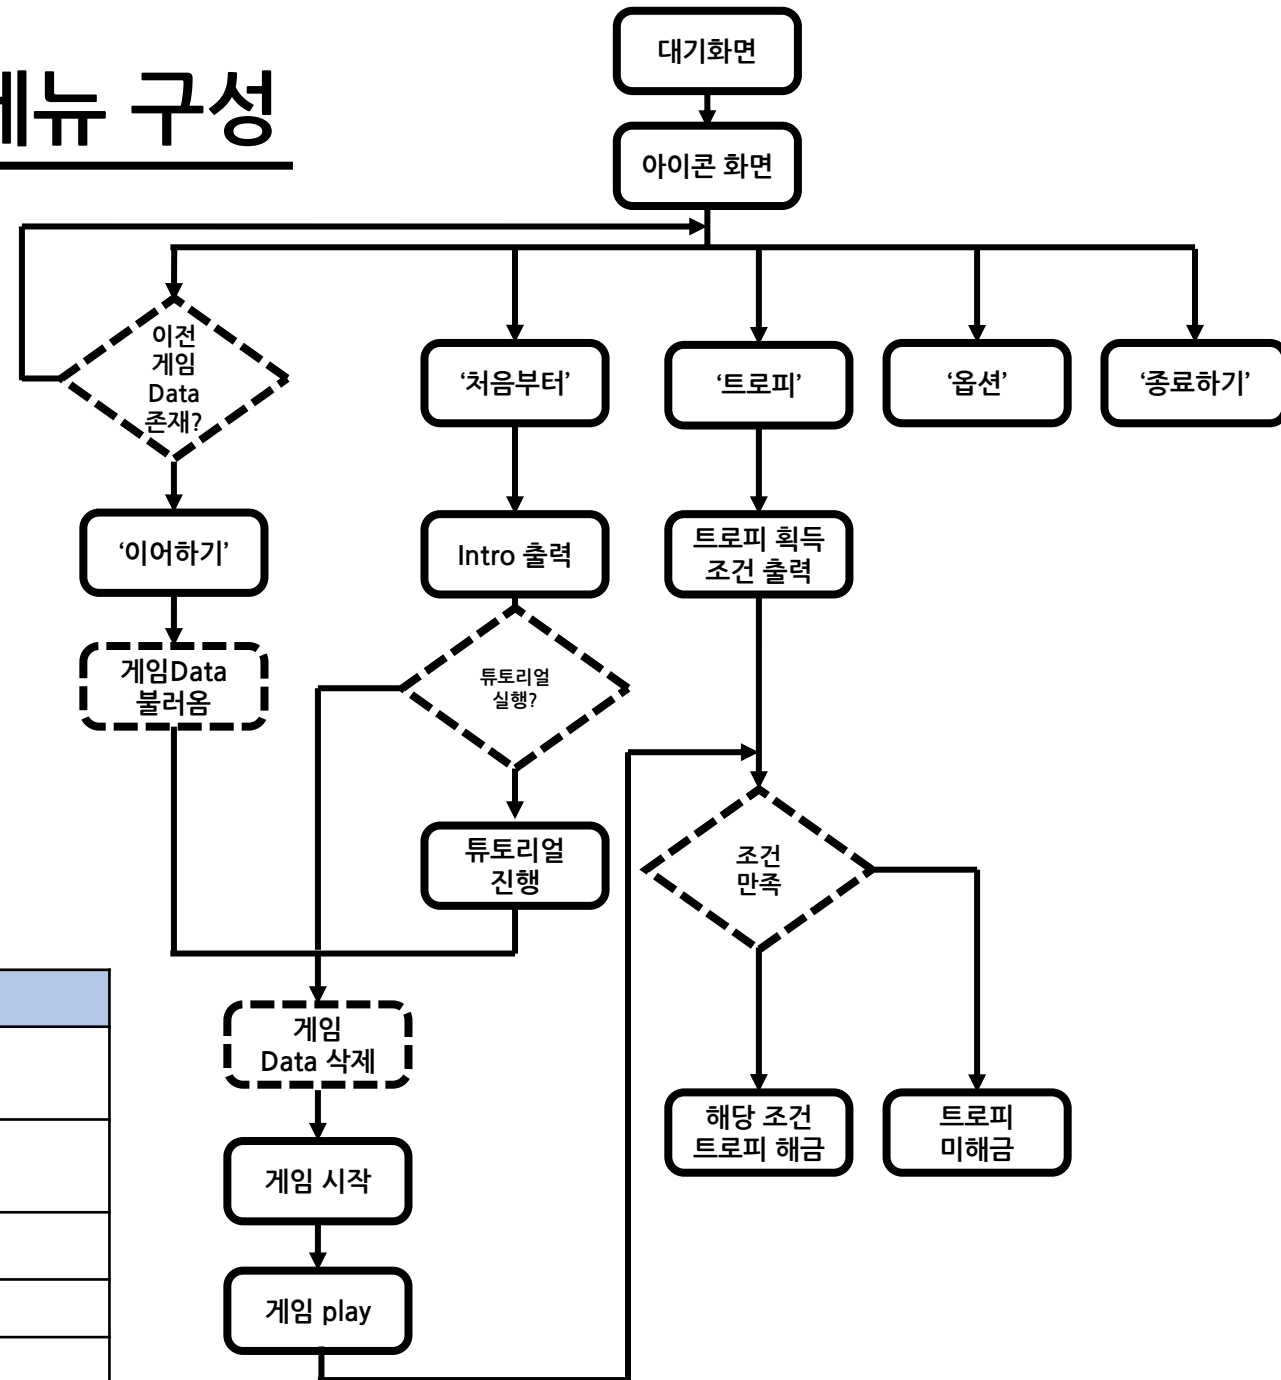 메뉴 구성
대기화면
아이콘 화면
이전
게임
Data
존재?
‘처음부터’
‘트로피’
‘옵션’
‘종료하기’
‘이어하기’
Intro 출력
트로피 획득
조건 출력
게임Data
불러옴
튜토리얼
실행?
튜토리얼
진행
조건
만족
게임
Data 삭제
해당 조건
트로피 해금
트로피
미해금
게임 시작
게임 play